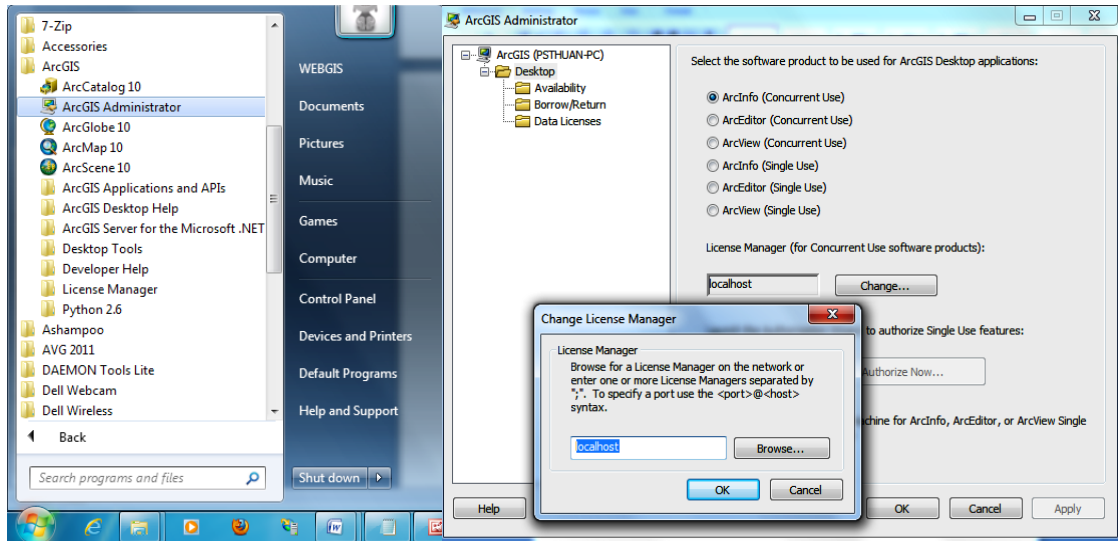 7-Zip
Accessories
ArcGIS
ArcCatalog 10
ArcGIS Administrator
ArcGlobe 10
ArcMap 10
ArcScene 10
ArcGIS Applications and APIs
ArcGIS Desktop Help
ArcGIS Server for the Microsoft .NET
Desktop Tools
Developer Help
License Manager
Python 2.6
Ashampoo
AVG 2011
DAEMON Tools Lite
Dell Webcam
Dell Wireless
Back
Search programs and files
WEBGIS
Documents
Pictures
Music
Games
Computer
Control Panel
Devices and Printers
Default Programs
Help and Support
Shut down
ArcGIS Administrator
ArcGIS (PSTHUAN-PC)
Desktop
Availability
Borrow/Return
Data Licenses
Select the software product to be used for ArcGIS Desktop applications:
ArcInfo (Concurrent Use)
ArcEditor (Concurrent Use)
ArcView (Concurrent Use)
ArcInfo (Single Use)
ArcEditor (Single Use)
ArcView (Single Use)
License Manager (for Concurrent Use software products):
localhost
Change...
to authorize Single Use features:
Authorize Now...
chine for ArcInfo, ArcEditor, or ArcView Single
Help
OK
Cancel
Apply
Change License Manager
License Manager
Browse for a License Manager on the network or
enter one or more License Managers separated by
";". To specify a port use the <port>@<host>
syntax.
localhost
Browse...
OK
Cancel